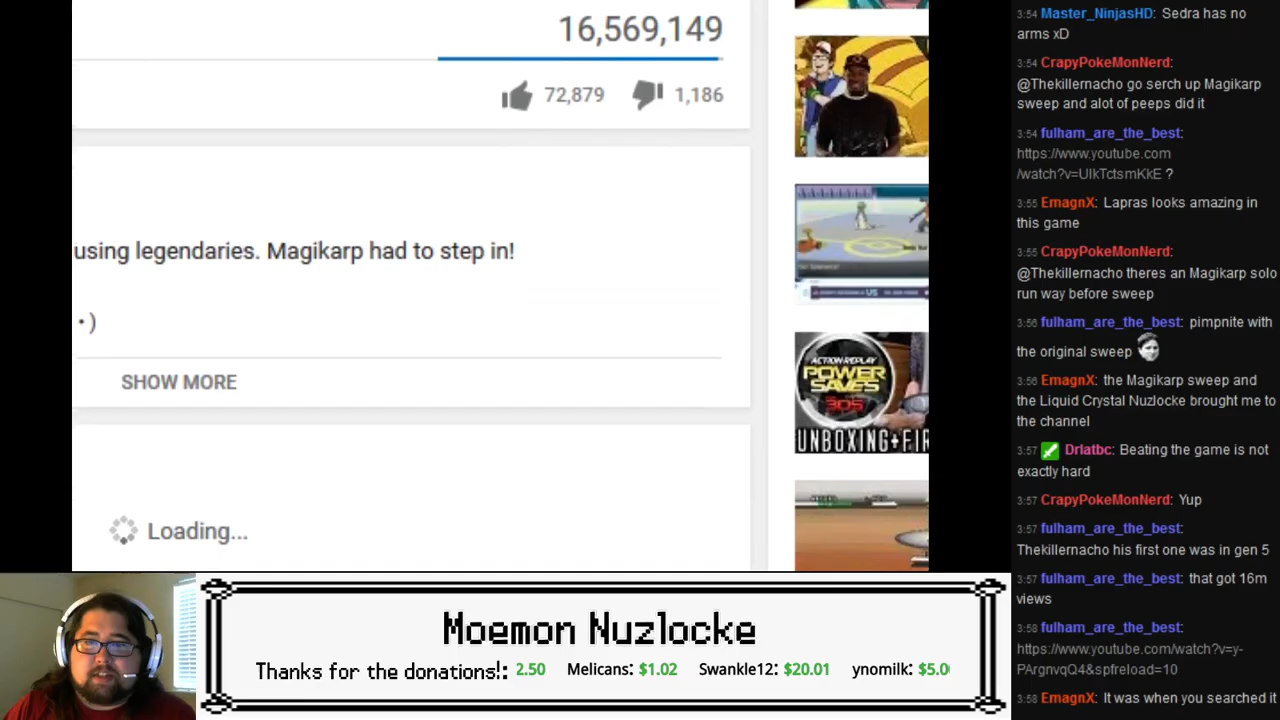 16,569,149
72,879 1,186
using legendaries. Magikarp had to step in!
• )
SHOW MORE
Loading...
ACTION REPLAY
POWER
SAVES
3DS
UNBOXING+FIR
US
Moemon Nuzlocke
Thanks for the donations!: 2.50 Melicans: $1.02 Swankle12: $20.01 ynomilk: $5.0
3:54 Master_NinjasHD: Sedra has no
arms xD
3:54 CrapyPokeMonNerd:
@Thekillernacho go serch up Magikarp
sweep and alot of peeps did it
3:54 fulham_are_the_best:
https://www.youtube.com
/watch?v=UlkTctsmKkE ?
3:55 EmagnX: Lapras looks amazing in
this game
3:55 CrapyPokeMonNerd:
@Thekillernacho theres an Magikarp solo
run way before sweep
3:56 fulham_are_the_best: pimpnite with
the original sweep
3:56 EmagnX: the Magikarp sweep and
the Liquid Crystal Nuzlocke brought me to
the channel
3:57 Drlatbc: Beating the game is not
exactly hard
3:57 CrapyPokeMonNerd: Yup
3:57 fulham_are_the_best:
Thekillernacho his first one was in gen 5
3:57 fulham_are_the_best: that got 16m
views
3:58 fulham_are_the_best:
https://www.youtube.com/watch?v=y-
PArgnvqQ4&spfreload=10
3:58 EmagnX: It was when you searched it